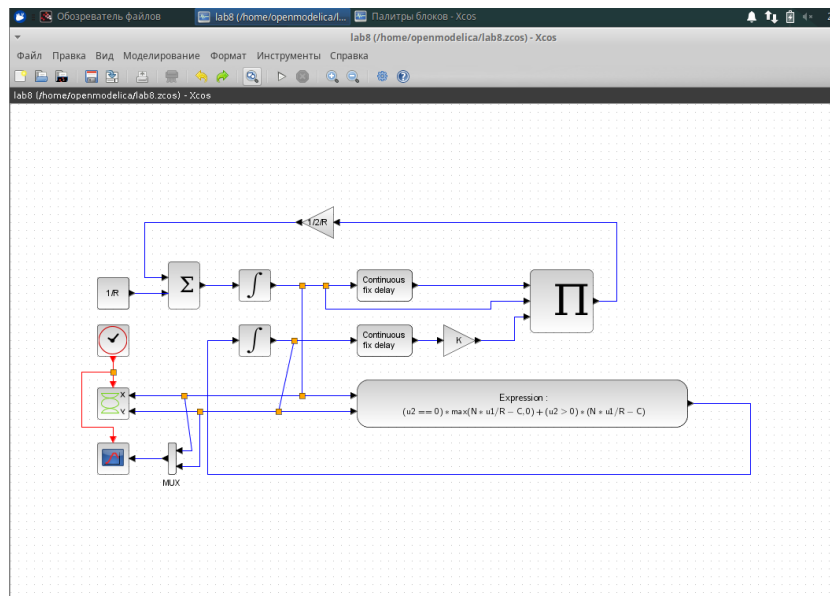 Обозреватель файлов
lab8 (/home/openmodelica/l...
Палитры блоков - Xcos
lab8 (/home/openmodelica/lab8.zcos) - Xcos
Файл Правка Вид Моделирование Формат Инструменты Справка
lab8 (/home/openmodelica/lab8.zcos) - Xcos
1/2/R
1/R
Σ
∫
Continuous
fix delay
∏
∫
Continuous
fix delay
K
X
Y
Expression :
(u2 == 0) * max(N * u1/R − C,0) + (u2 > 0) * (N * u1/R − C)
MUX